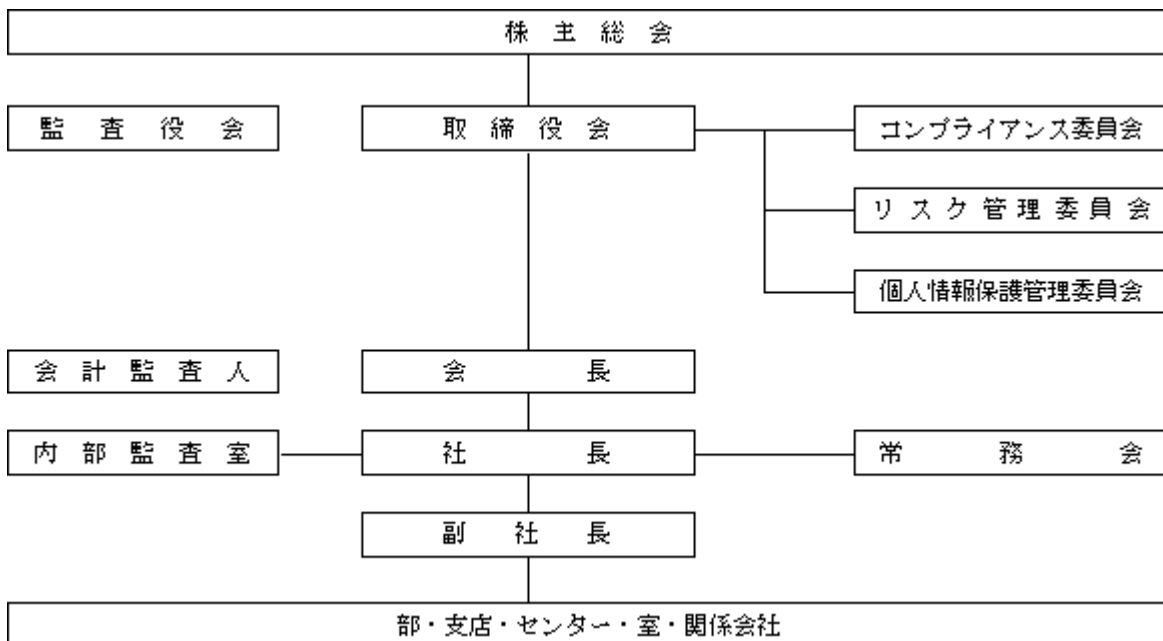 株主総会
監査役会
取締役会
コンプライアンス委員会
リスク管理委員会
個人情報保護管理委員会
会計監査人
会長
内部監査室
社長
常務会
副社長
部・支店・センター・室・関係会社